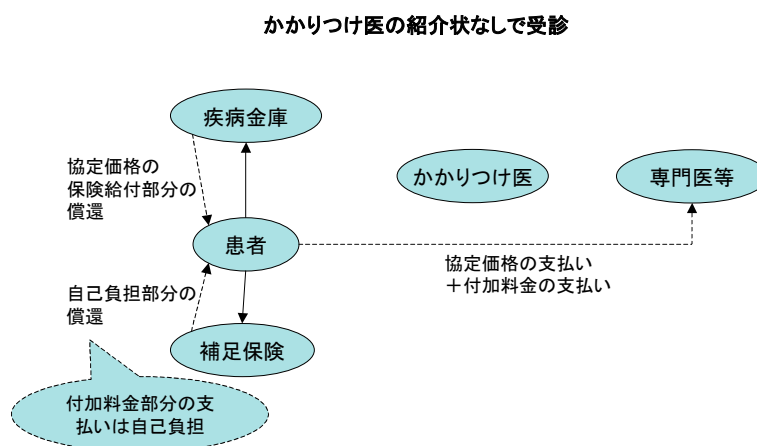 かかりつけ医の紹介状なしで受診
疾病金庫
協定価格の
保険給付部分の
償還
かかりつけ医
専門医等
患者
協定価格の支払い
＋付加料金の支払い
自己負担部分の
償還
補足保険
付加料金部分の支
払いは自己負担